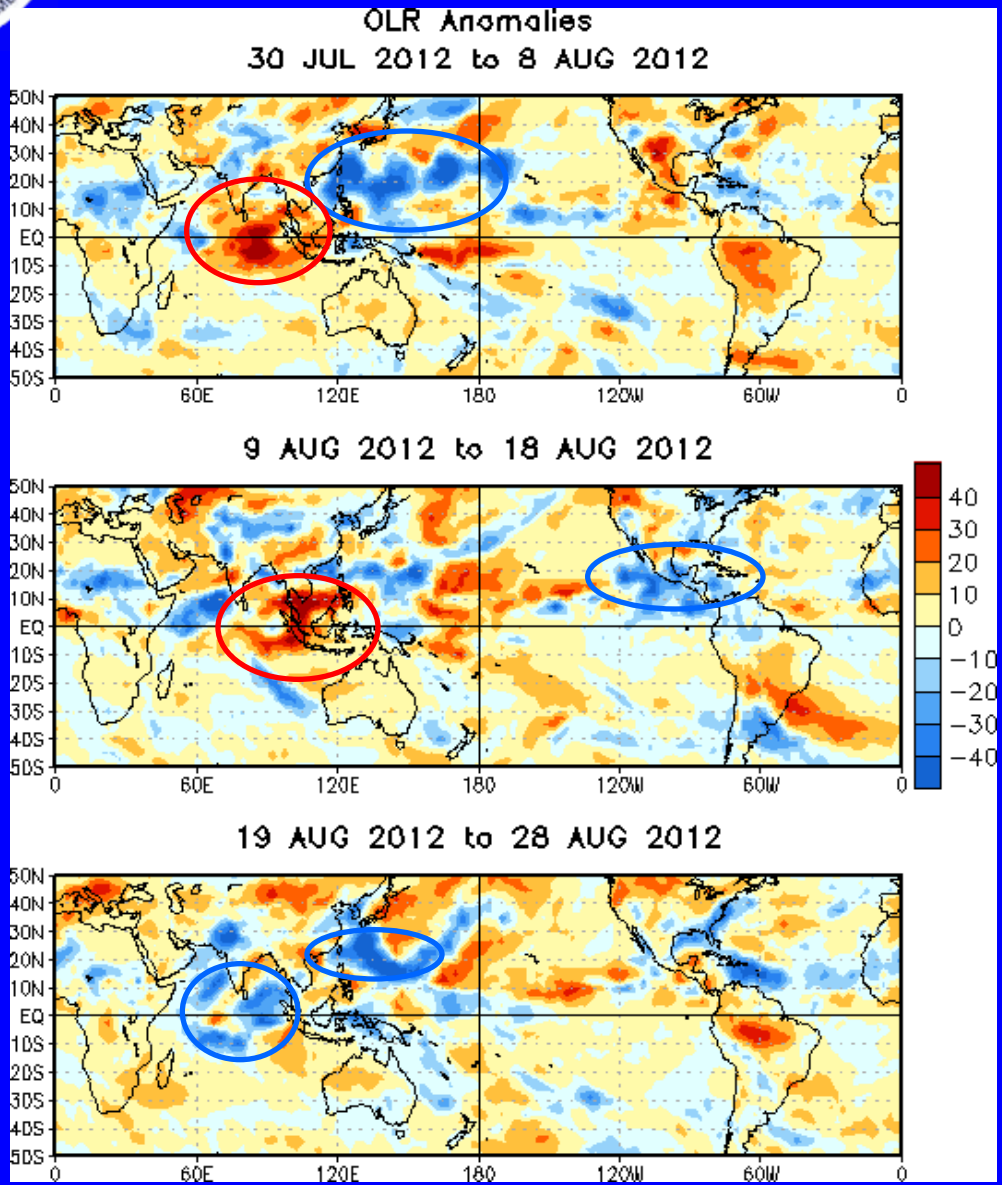 OLR Anomalies
30 JUL 2012 to 8 AUG 2012
50N
40N
30N
20N
10N
EQ
10S
20S
30S
40S
50S
0 60E 120E 180 120W 60W 0
9 AUG 2012 to 18 AUG 2012
50N
40N
30N
20N
10N
EQ
10S
20S
30S
40S
50S
0 60E 120E 180 120W 60W 0
40
30
20
10
0
-10
-20
-30
-40
19 AUG 2012 to 28 AUG 2012
50N
40N
30N
20N
10N
EQ
10S
20S
30S
40S
50S
0 60E 120E 180 120W 60W 0